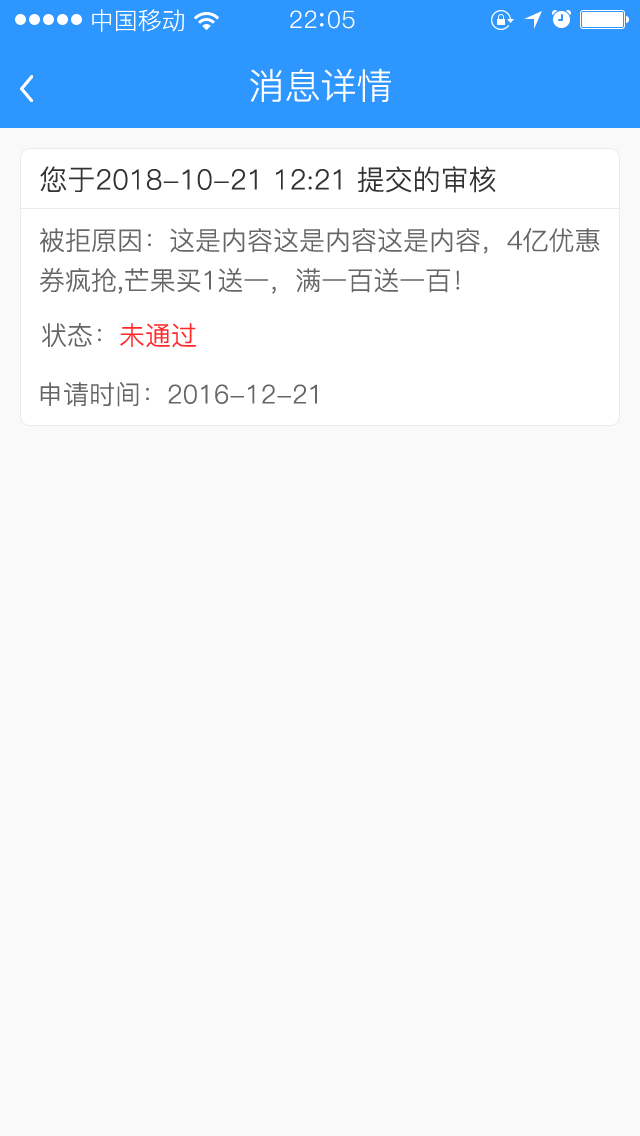 中国移动
22:05
消息详情
您于2018-10-21 12:21 提交的审核
被拒原因：这是内容这是内容这是内容，4亿优惠
券疯抢,芒果买1送一，满一百送一百！
状态：未通过
申请时间：2016-12-21